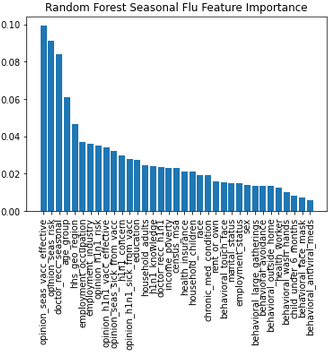 Random Forest Seasonal Flu Feature Importance
0.10
0.08
0.06
0.04
0.02
0.00
opinion_seas_vacc_effective
opinion_seas_risk
doctor_recc_seasonal
age_group
hhs_geo_region
employment_occupation
employment_industry
opinion_h1n1_risk
opinion_h1n1_vacc_effective
opinion_seas_sick_from_vacc
h1n1_concern
opinion_h1n1_sick_from_vacc
education
household_adults
h1n1_knowledge
doctor_recc_h1n1
income_poverty
census_msa
health_insurance
household_children
race
chronic_med_condition
rent_or_own
behavioral_touch_face
marital_status
employment_status
sex
behavioral_large_gatherings
behavioral_avoidance
behavioral_outside_home
health_worker
behavioral_wash_hands
child_under_6_months
behavioral_face_mask
behavioral_antiviral_meds